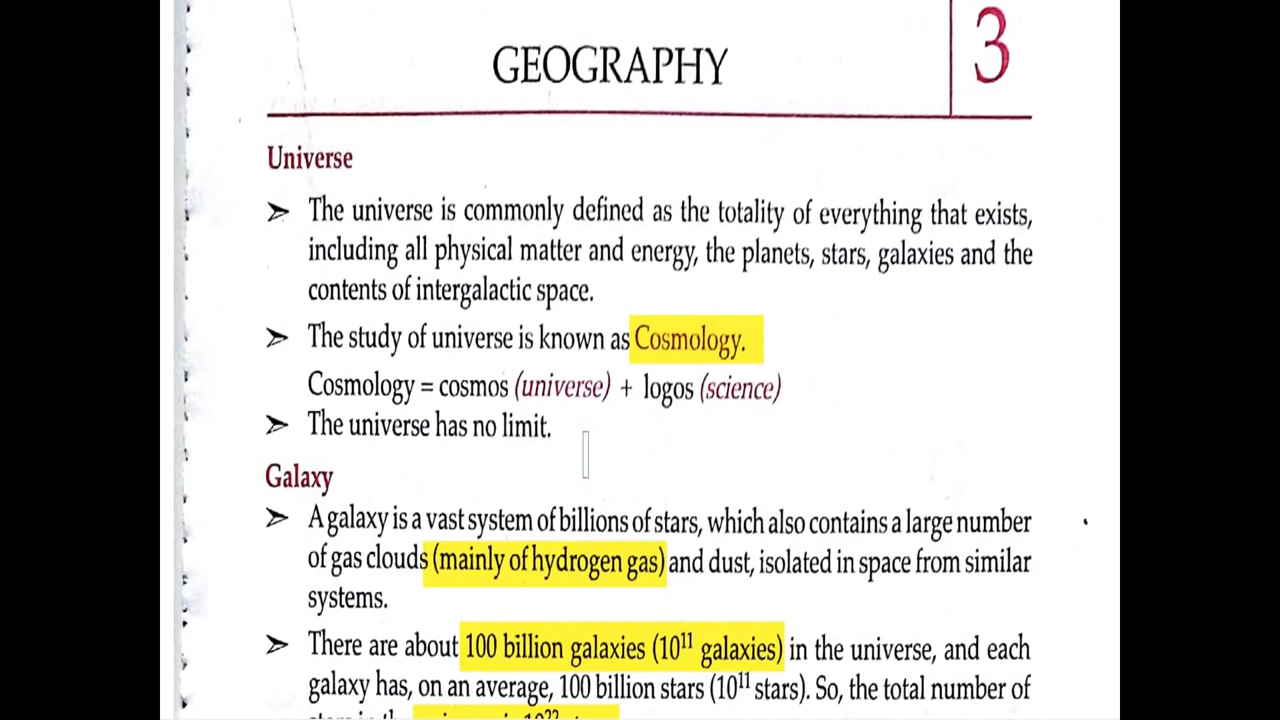 GEOGRAPHY
3
Universe
➢ The universe is commonly defined as the totality of everything that exists,
including all physical matter and energy, the planets, stars, galaxies and the
contents of intergalactic space.
➢ The study of universe is known as Cosmology.
Cosmology = cosmos (universe) + logos (science)
➢ The universe has no limit.
Galaxy
➢ A galaxy is a vast system of billions of stars, which also contains a large number
of gas clouds (mainly of hydrogen gas) and dust, isolated in space from similar
systems.
➢ There are about 100 billion galaxies (10¹¹ galaxies) in the universe, and each
galaxy has, on an average, 100 billion stars (10¹¹ stars). So, the total number of